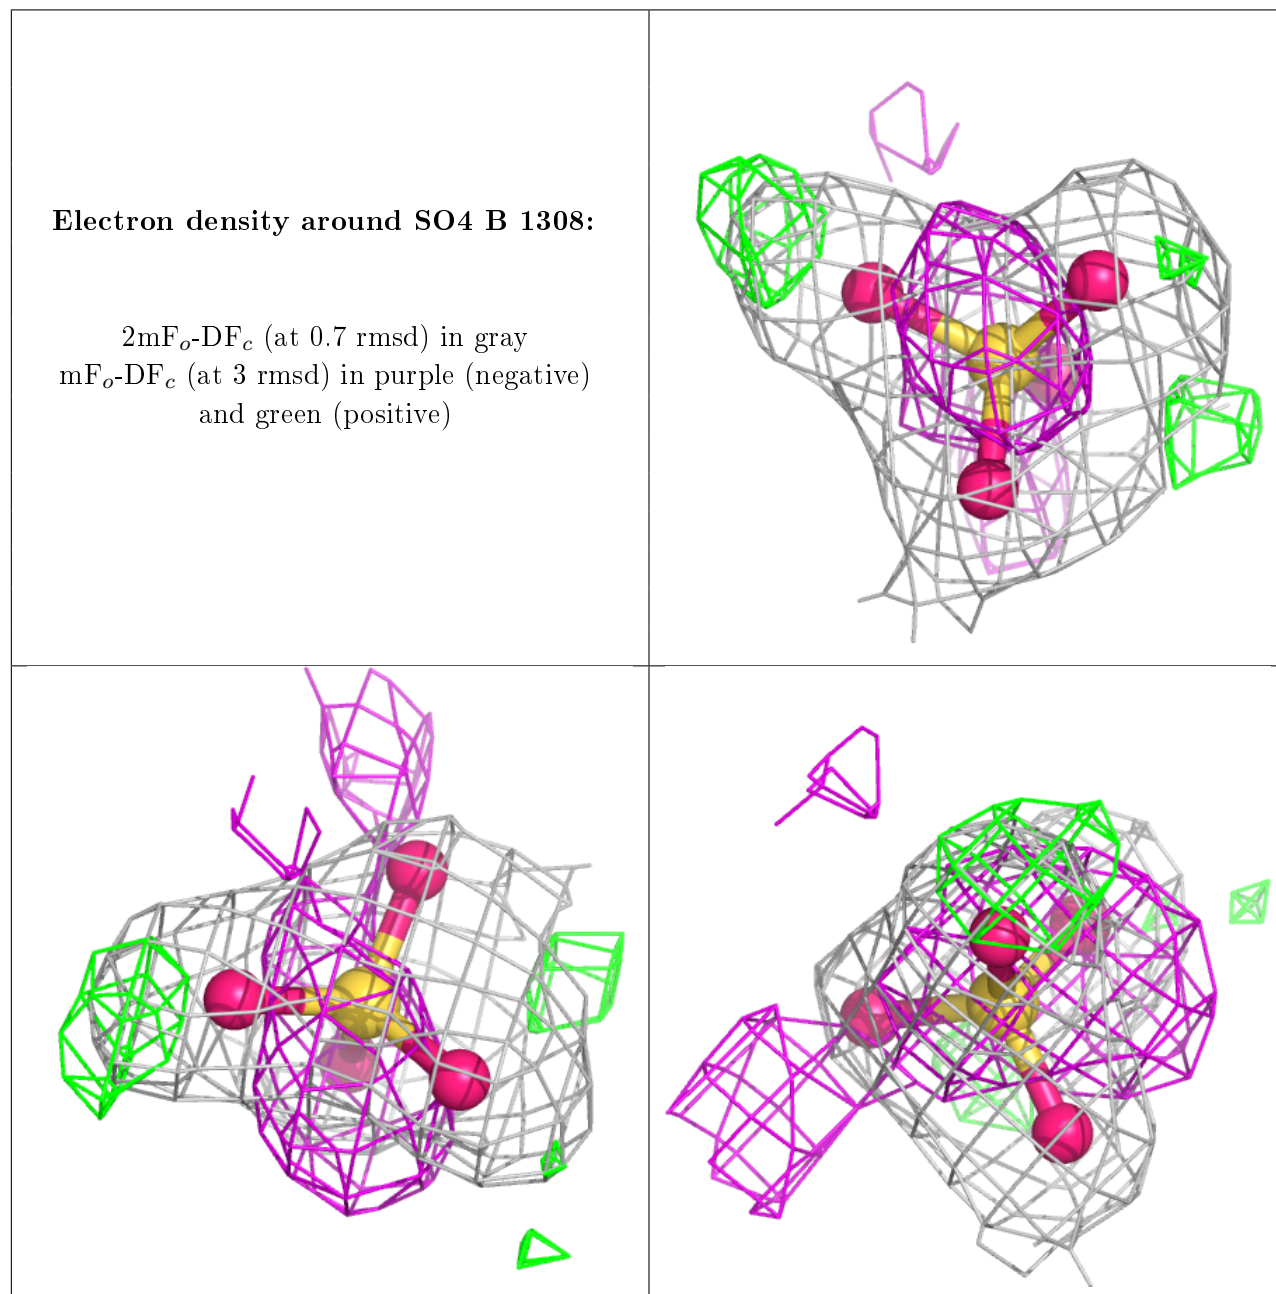 Electron density around SO4 B 1308:
2mFo-DFc (at 0.7 rmsd) in gray
mFo-DFc (at 3 rmsd) in purple (negative)
and green (positive)